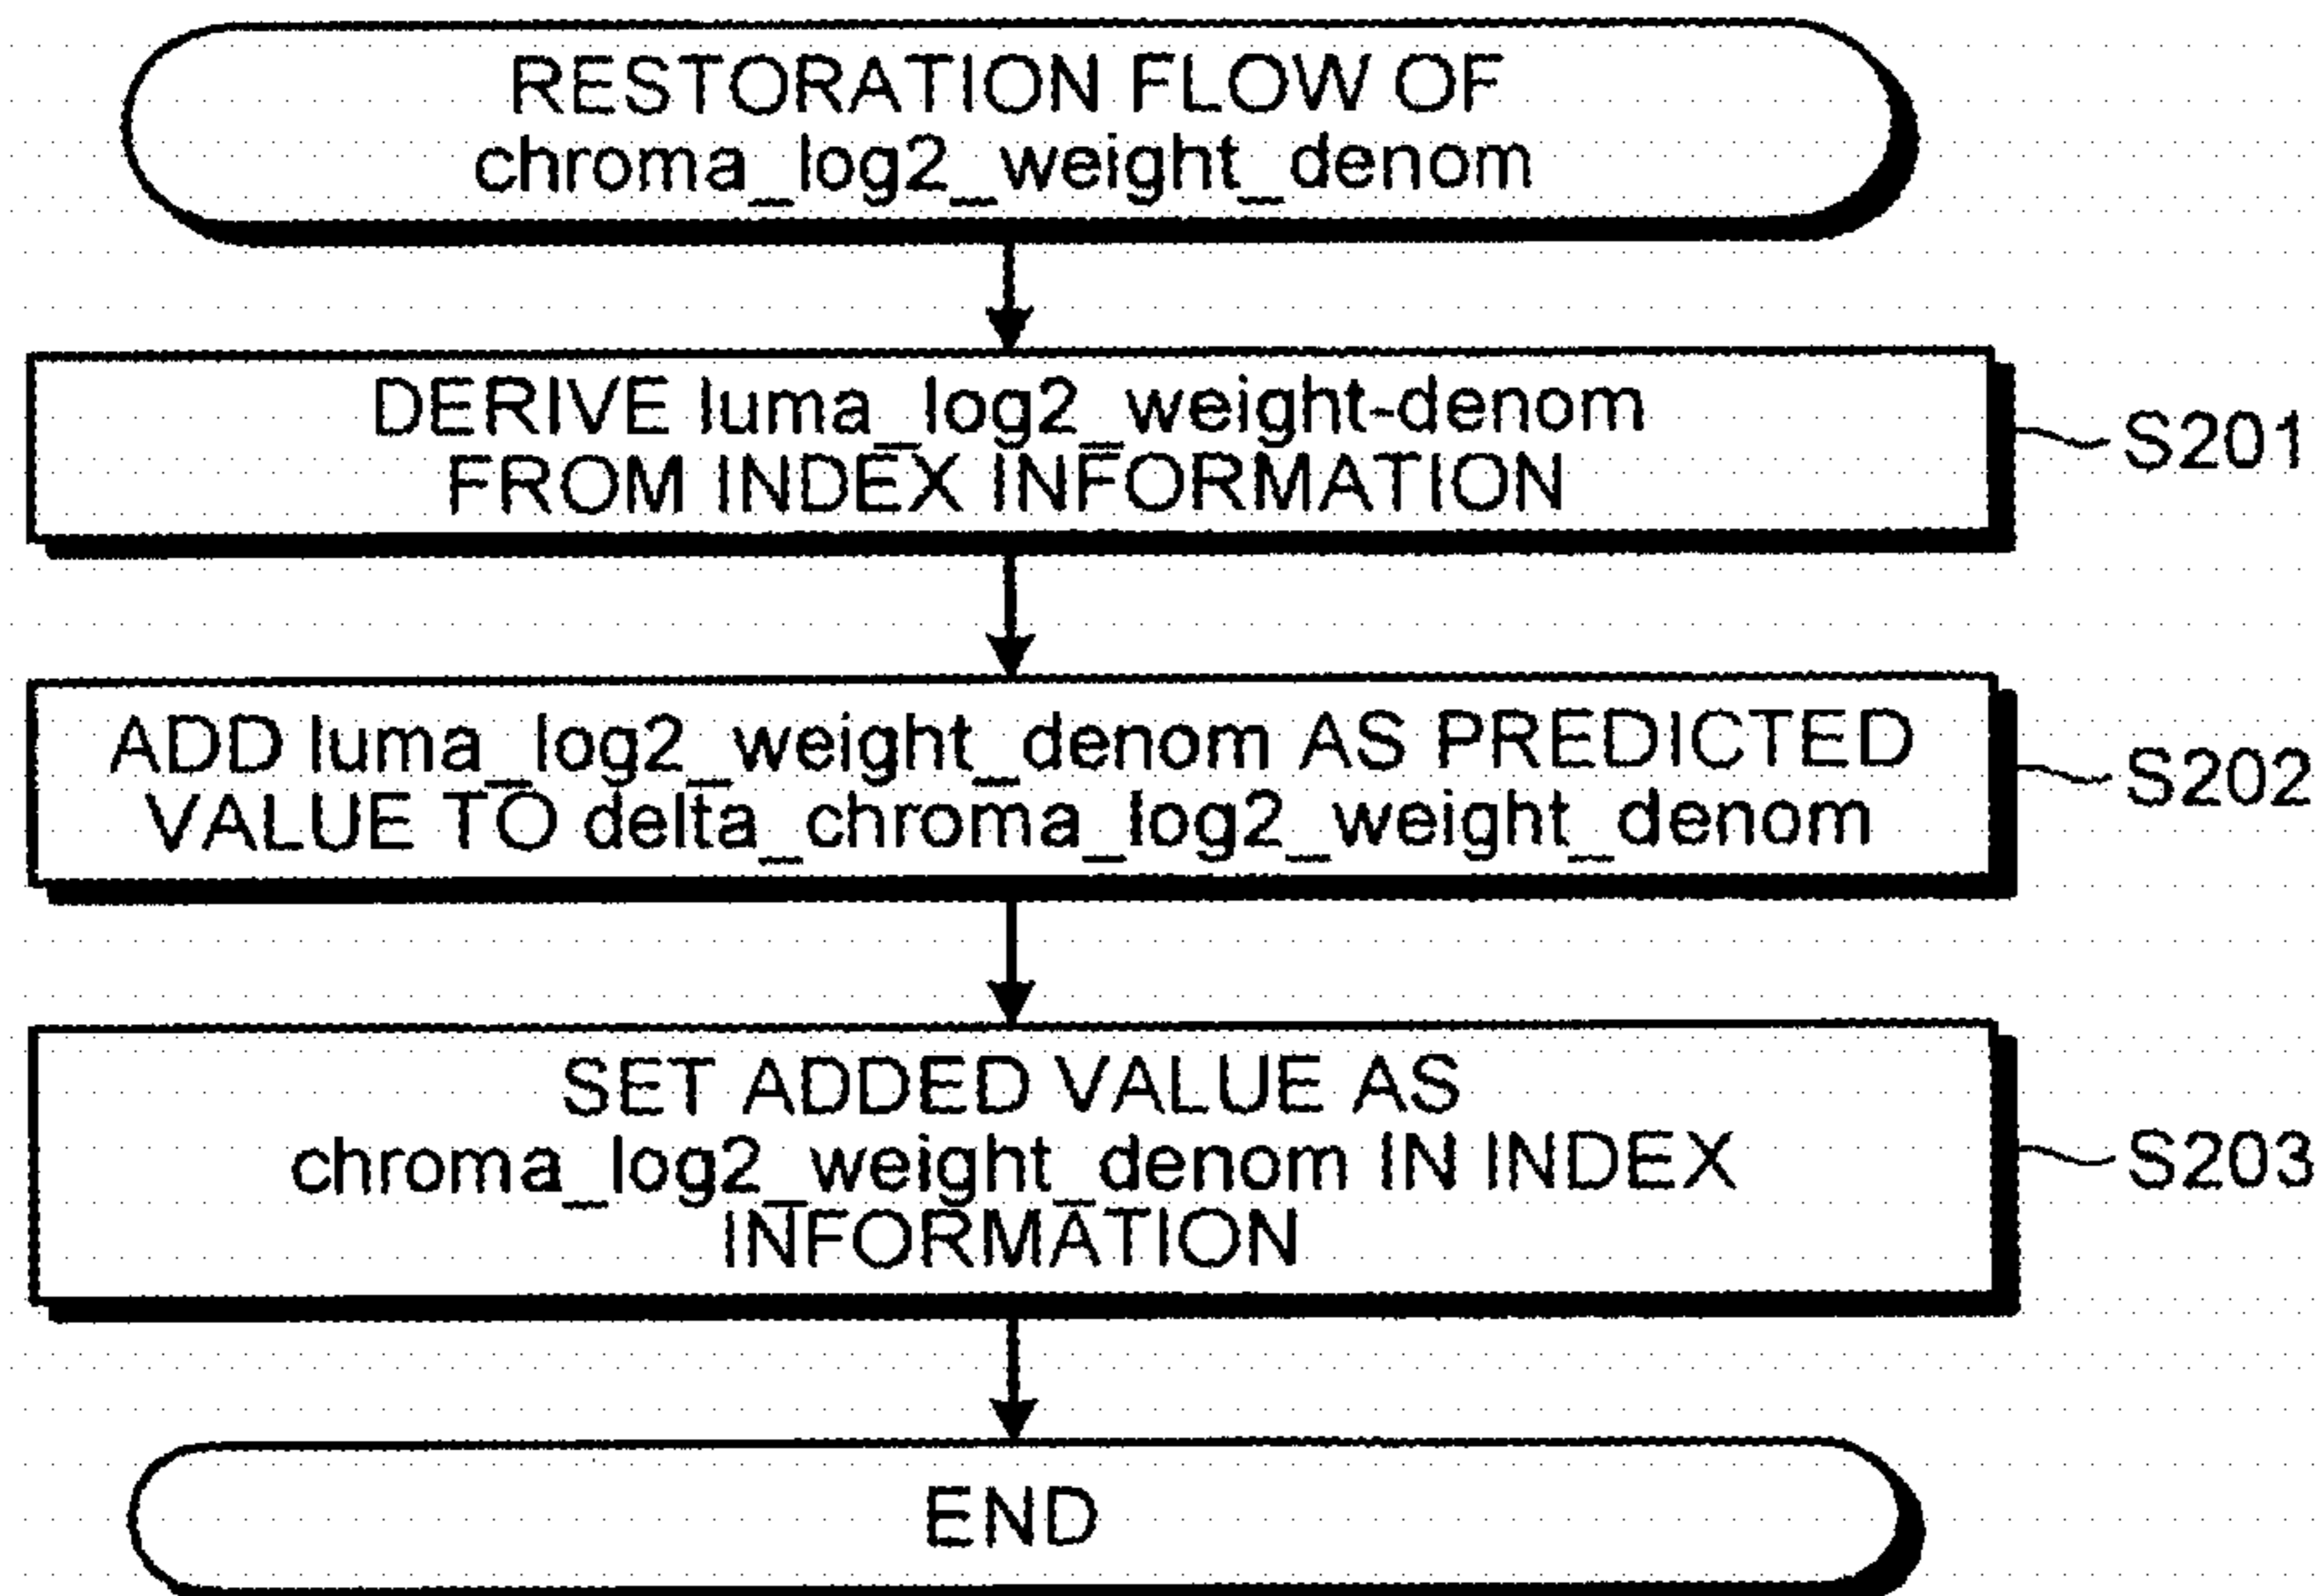 RESTORATION FLOW OF
chroma_log2_weight_denom
DERIVE luma_log2_weight-denom
FROM INDEX INFORMATION
S201
ADD luma_log2_weight_denom AS PREDICTED
VALUE TO delta_chroma_log2_weight_denom
S202
SET ADDED VALUE AS
chroma_log2_weight_denom IN INDEX
INFORMATION
S203
END